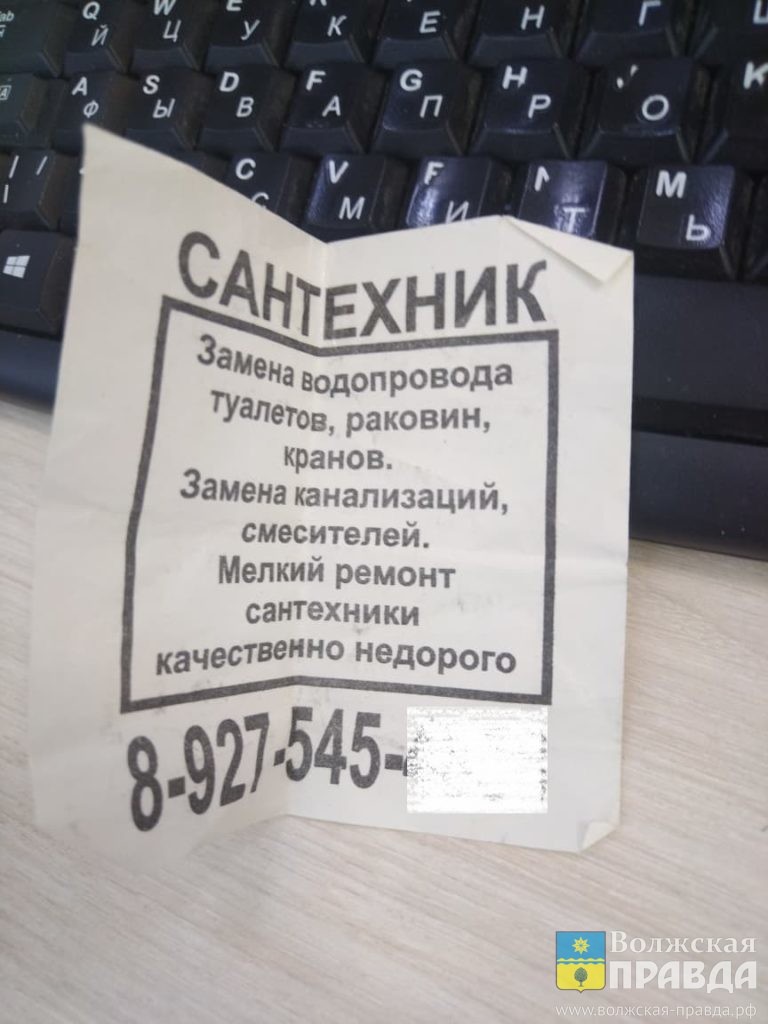 Q W E R T
Й Ц У К Е Н Г
A S D F G H K
Ф Ы В А П Р О
C V M
М И Т Ь
САНТЕХНИК
Замена водопровода
туалетов, раковин,
кранов.
Замена канализаций,
смесителей.
Мелкий ремонт
сантехники
качественно недорого
8-927-545-
Волжская
ПРАВДА
www.волжская-правда.рф